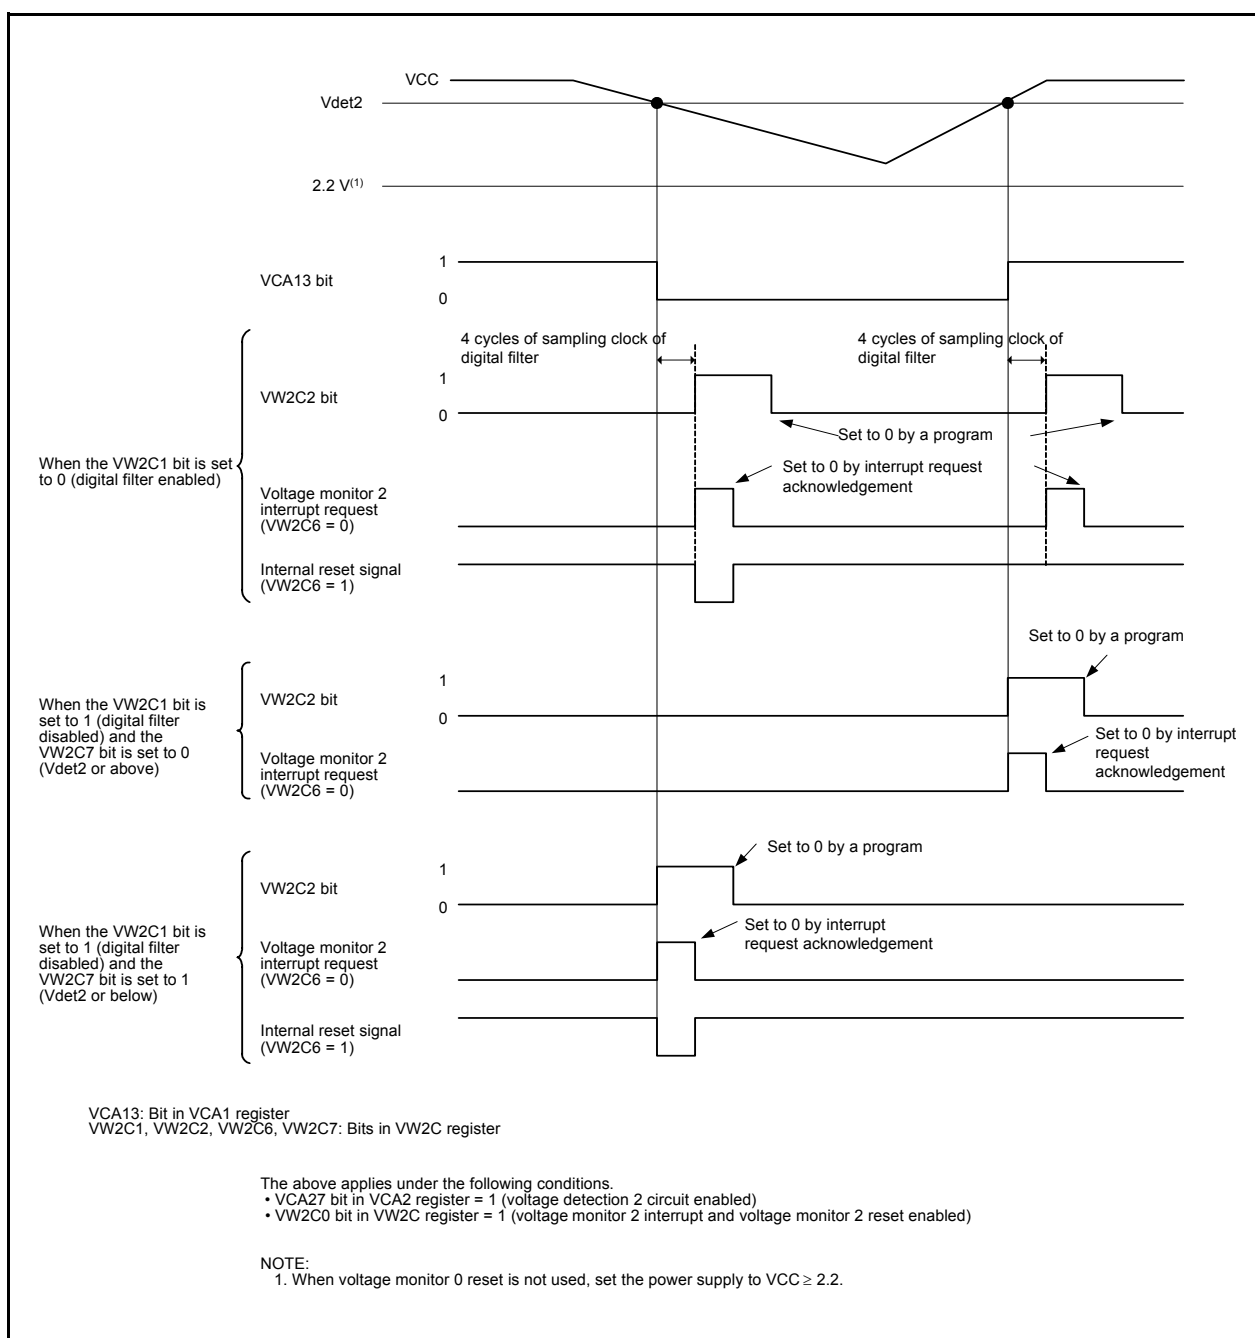 VCC
Vdet2
2.2 V(1)
VCA13 bit
1
0
4 cycles of sampling clock of
digital filter
4 cycles of sampling clock of
digital filter
VW2C2 bit
1
0
Set to 0 by a program
When the VW2C1 bit is set
to 0 (digital filter enabled)
Set to 0 by interrupt request
acknowledgement
Voltage monitor 2
interrupt request
(VW2C6 = 0)
Internal reset signal
(VW2C6 = 1)
Set to 0 by a program
When the VW2C1 bit is
set to 1 (digital filter
disabled) and the
VW2C7 bit is set to 0
(Vdet2 or above)
VW2C2 bit
1
0
Voltage monitor 2
interrupt request
(VW2C6 = 0)
Set to 0 by interrupt
request
acknowledgement
Set to 0 by a program
When the VW2C1 bit is
set to 1 (digital filter
disabled) and the
VW2C7 bit is set to 1
(Vdet2 or below)
VW2C2 bit
1
0
Set to 0 by interrupt
request acknowledgement
Voltage monitor 2
interrupt request
(VW2C6 = 0)
Internal reset signal
(VW2C6 = 1)
VCA13: Bit in VCA1 register
VW2C1, VW2C2, VW2C6, VW2C7: Bits in VW2C register
The above applies under the following conditions.
• VCA27 bit in VCA2 register = 1 (voltage detection 2 circuit enabled)
• VW2C0 bit in VW2C register = 1 (voltage monitor 2 interrupt and voltage monitor 2 reset enabled)
NOTE:
1. When voltage monitor 0 reset is not used, set the power supply to VCC ≥ 2.2.